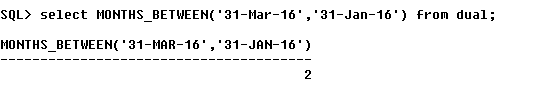 SQL> select MONTHS_BETWEEN('31-Mar-16','31-Jan-16') from dual;
MONTHS_BETWEEN('31-MAR-16','31-JAN-16')
---------------------------------------
2